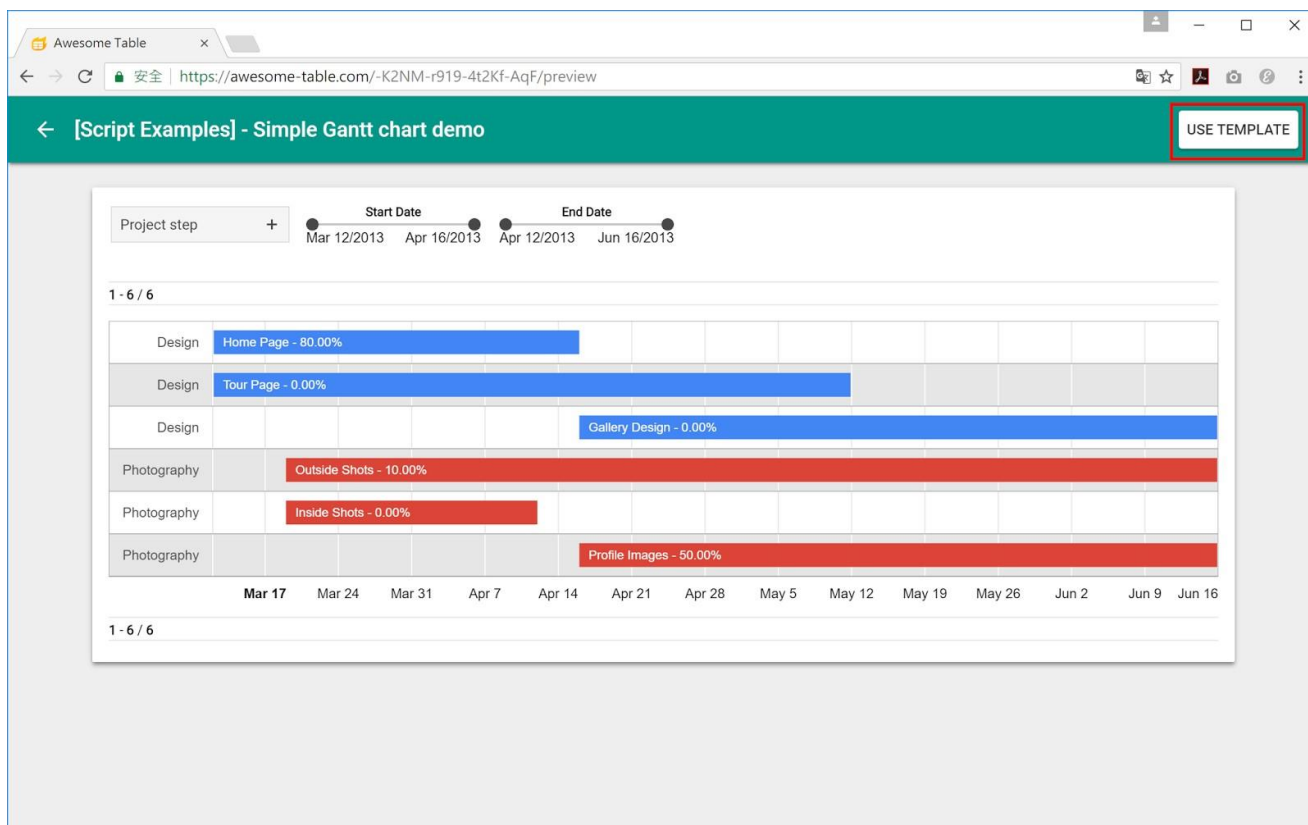 Awesome Table
安全 https://awesome-table.com/-K2NM-r919-4t2Kf-AqF/preview
[Script Examples] - Simple Gantt chart demo
USE TEMPLATE
Project step +
Start Date
Mar 12/2013 Apr 16/2013
End Date
Apr 12/2013 Jun 16/2013
1 - 6 / 6
Design Home Page - 80.00%
Design Tour Page - 0.00%
Design Gallery Design - 0.00%
Photography Outside Shots - 10.00%
Photography Inside Shots - 0.00%
Photography Profile Images - 50.00%
Mar 17 Mar 24 Mar 31 Apr 7 Apr 14 Apr 21 Apr 28 May 5 May 12 May 19 May 26 Jun 2 Jun 9 Jun 16
1 - 6 / 6